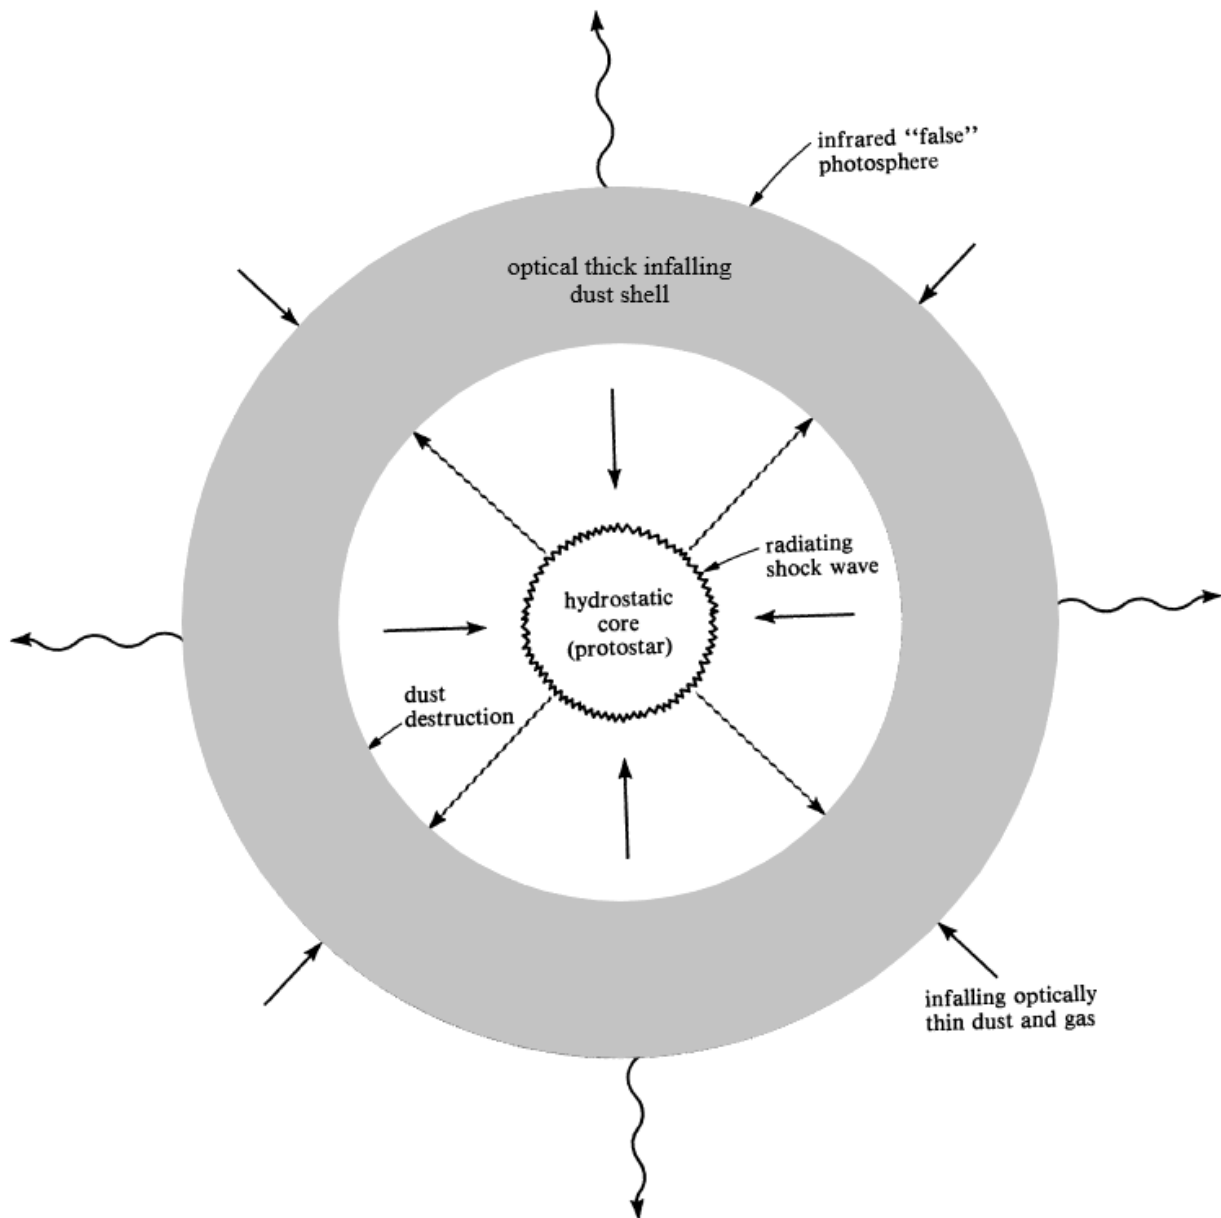 infrared “false”
photosphere
optical thick infalling
dust shell
radiating
shock wave
hydrostatic
core
(protostar)
dust
destruction
infalling optically
thin dust and gas